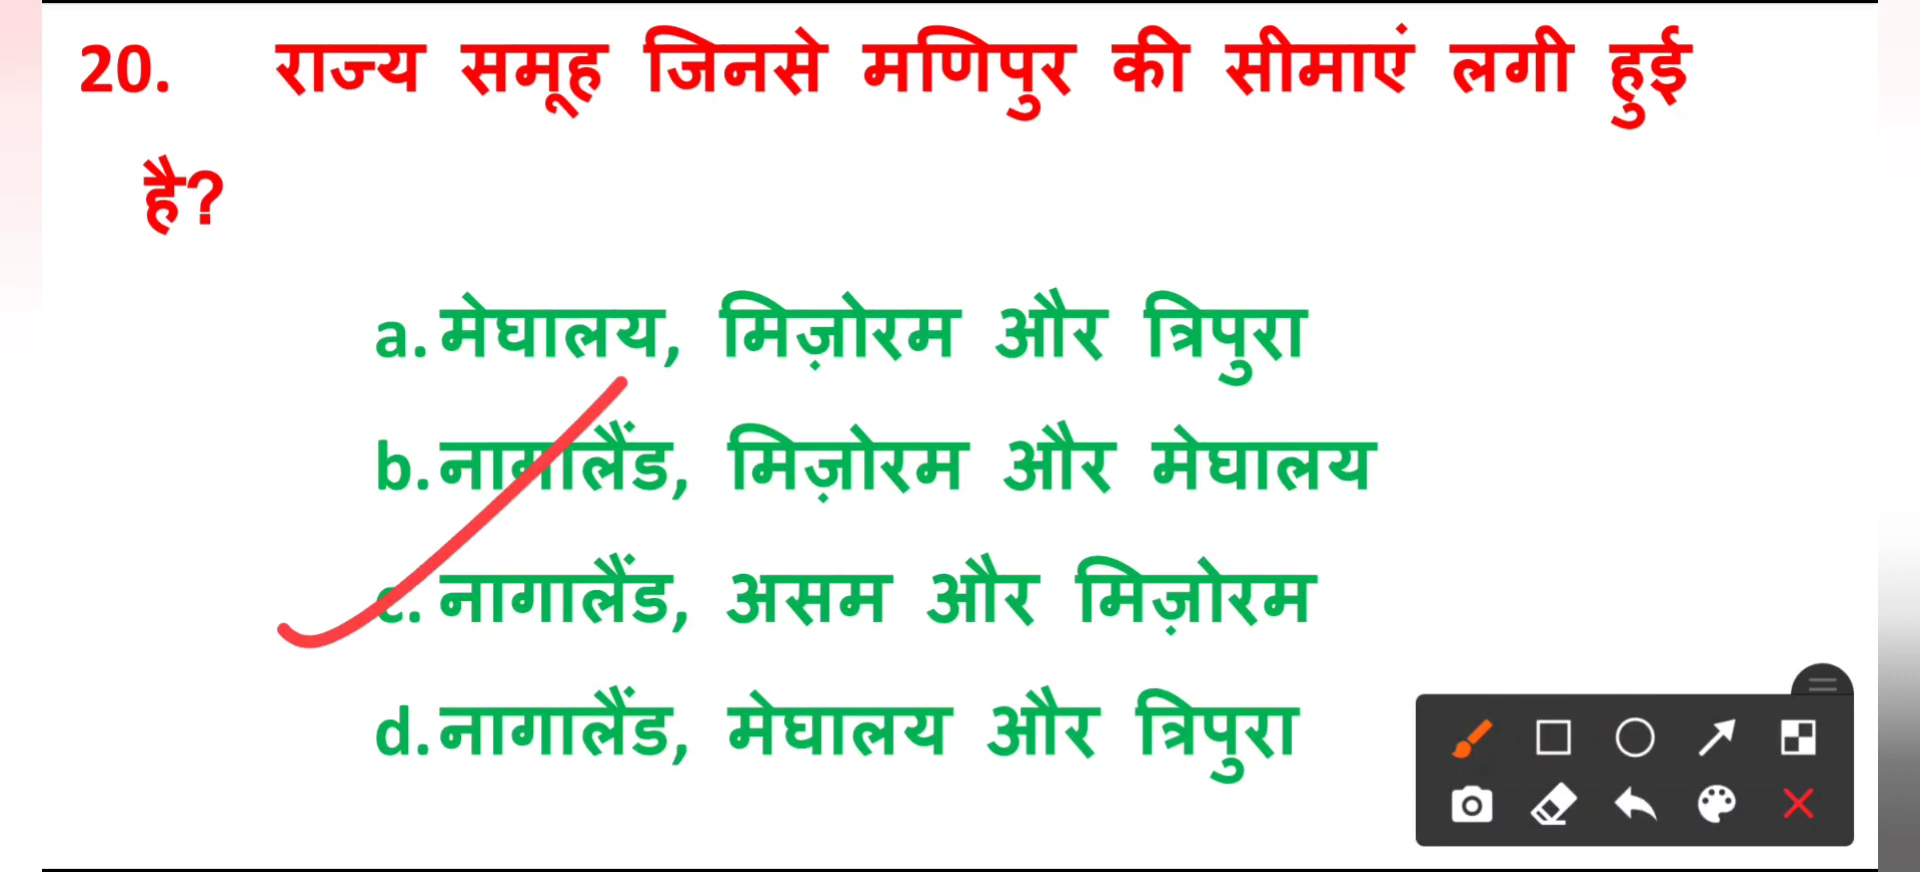 20. राज्य समूह जिनसे मणिपुर की सीमाएं लगी हुई
है?
a. मेघालय, मिज़ोरम और त्रिपुरा
b. नागालैंड, मिज़ोरम और मेघालय
c. नागालैंड, असम और मिज़ोरम
d. नागालैंड, मेघालय और त्रिपुरा